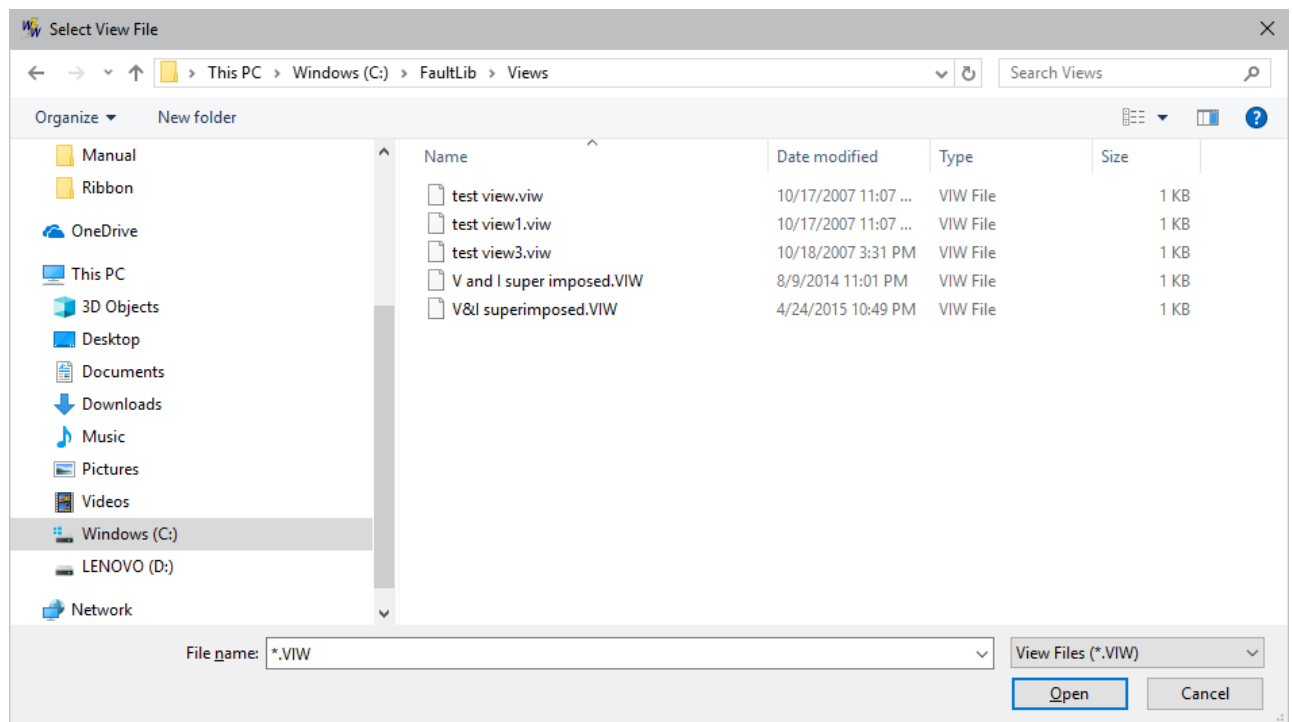 Select View File
This PC > Windows (C:) > FaultLib > Views
Search Views
Organize
New folder
Manual
Ribbon
OneDrive
This PC
3D Objects
Desktop
Documents
Downloads
Music
Pictures
Videos
Windows (C:)
LENOVO (D:)
Network
Name Date modified Type Size
test view.viw 10/17/2007 11:07 ... VIW File 1 KB
test view1.viw 10/17/2007 11:07 ... VIW File 1 KB
test view3.viw 10/18/2007 3:31 PM VIW File 1 KB
V and I super imposed.VIW 8/9/2014 11:01 PM VIW File 1 KB
V&I superimposed.VIW 4/24/2015 10:49 PM VIW File 1 KB
File name: *.VIW
View Files (*.VIW)
Open Cancel